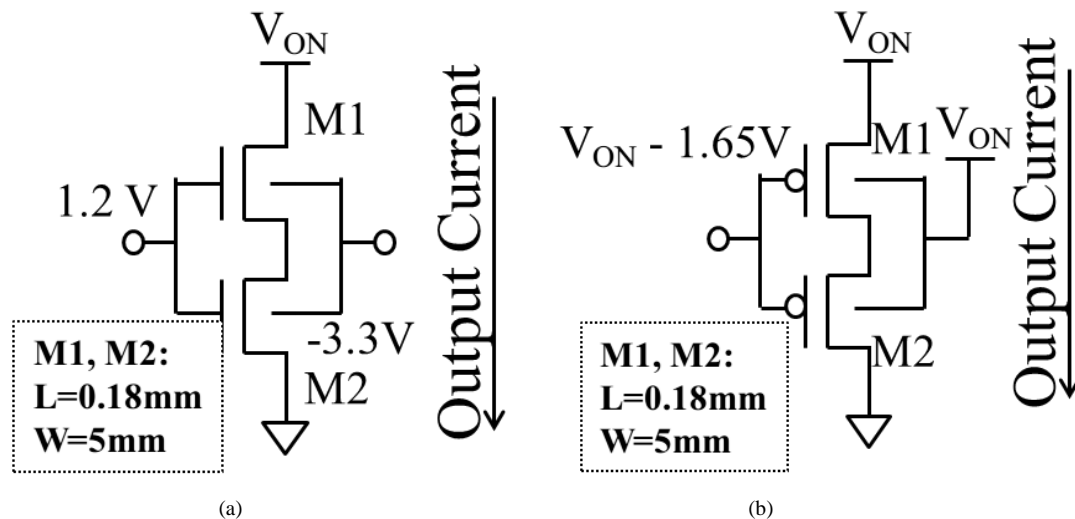 V_ON
M1
1.2 V
-3.3V
M2
M1, M2:
L=0.18mm
W=5mm
Output Current
(a)
V_ON
V_ON - 1.65V
M1
V_ON
M2
M1, M2:
L=0.18mm
W=5mm
Output Current
(b)